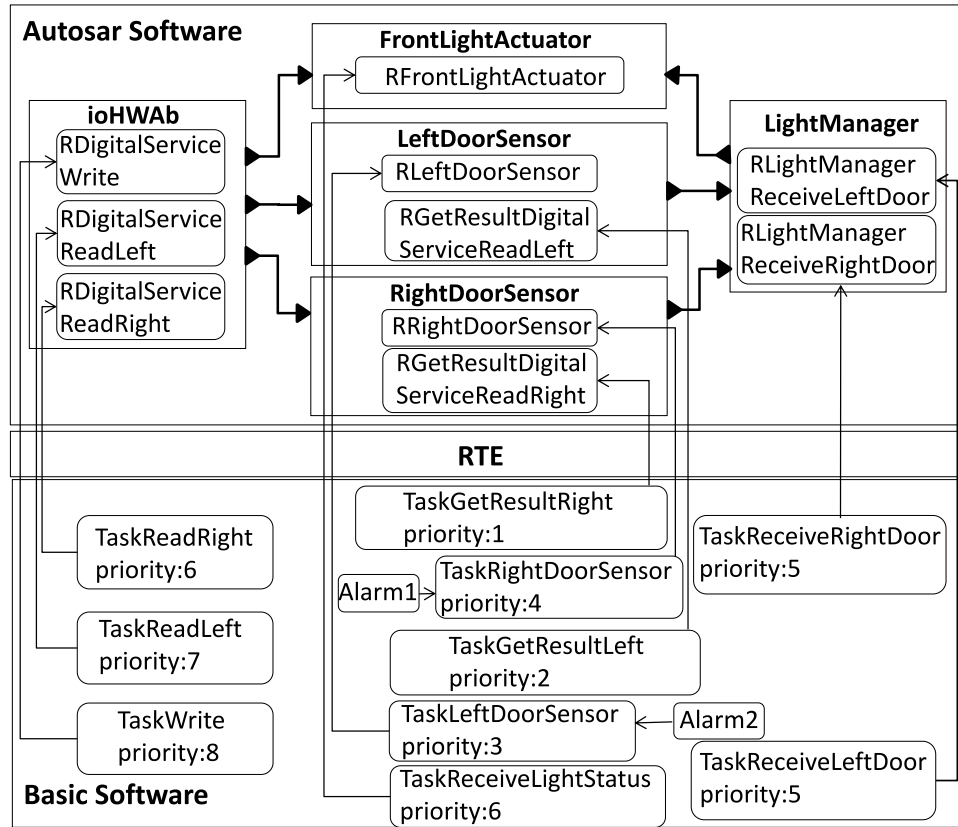 Autosar Software
FrontLightActuator
RFrontLightActuator
ioHWAb
RDigitalService
Write
RDigitalService
ReadLeft
RDigitalService
ReadRight
LeftDoorSensor
RLeftDoorSensor
RGetResultDigital
ServiceReadLeft
RightDoorSensor
RRightDoorSensor
RGetResultDigital
ServiceReadRight
LightManager
RLightManager
ReceiveLeftDoor
RLightManager
ReceiveRightDoor
RTE
TaskReadRight
priority:6
TaskReadLeft
priority:7
TaskWrite
priority:8
TaskGetResultRight
priority:1
Alarm1
TaskRightDoorSensor
priority:4
TaskGetResultLeft
priority:2
TaskLeftDoorSensor
priority:3
Alarm2
TaskReceiveLightStatus
priority:6
TaskReceiveRightDoor
priority:5
TaskReceiveLeftDoor
priority:5
Basic Software